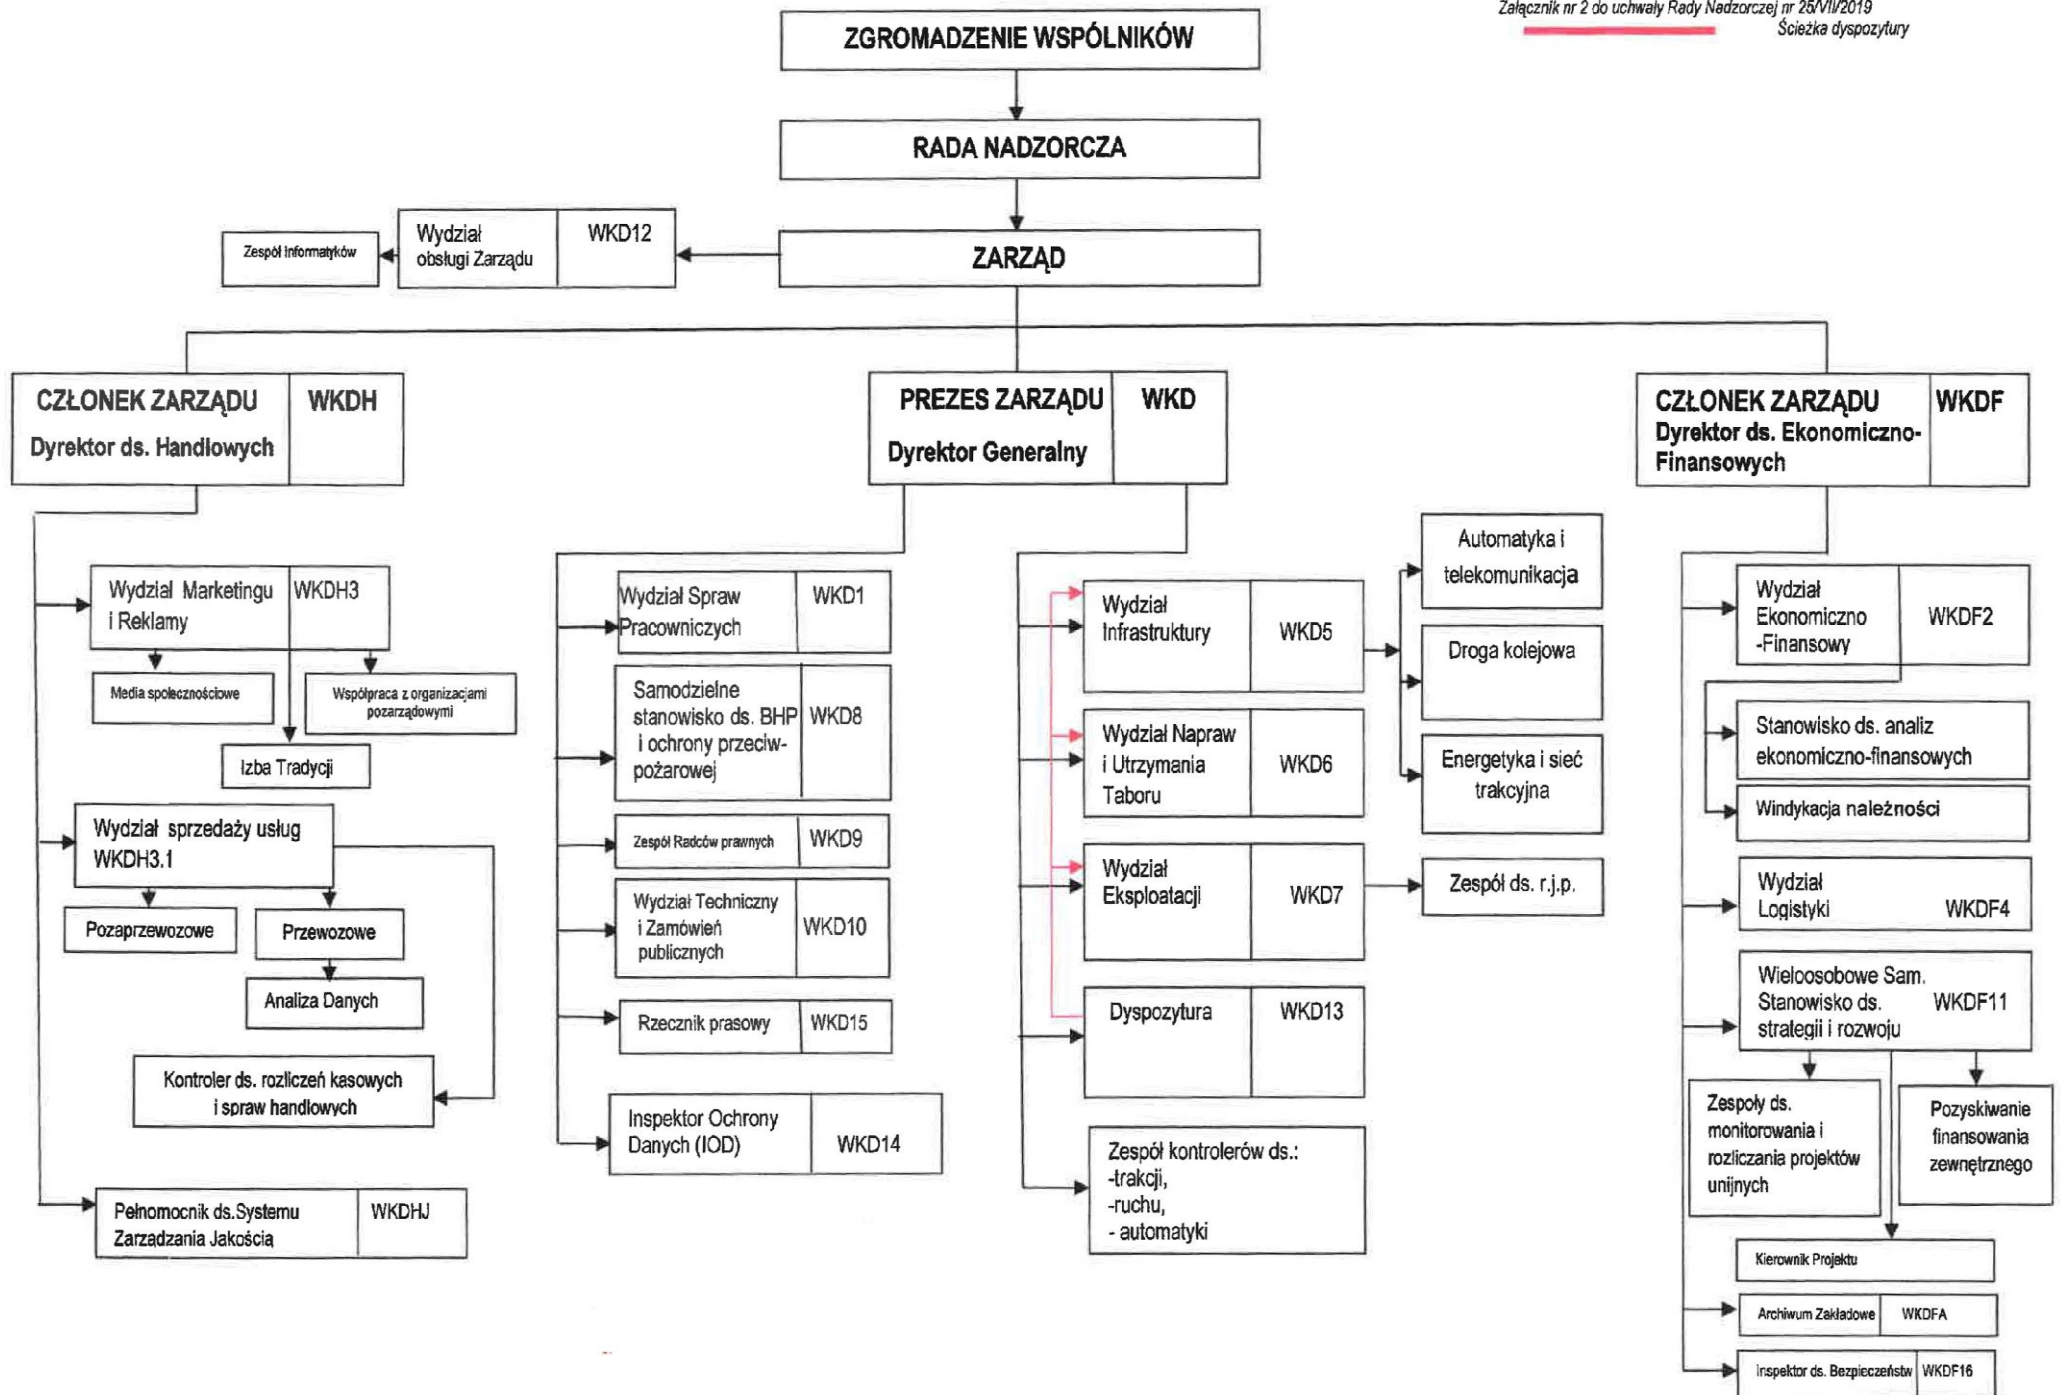 Załącznik nr 2 do uchwały Rady Nadzorczej nr 25/VII/2019
Ścieżka dyspozytury
ZGROMADZENIE WSPÓLNIKÓW
RADA NADZORCZA
ZARZĄD
Wydział
obsługi Zarządu
WKD12
Zespół Informatyków
CZŁONEK ZARZĄDU
Dyrektor ds. Handlowych
WKDH
PREZES ZARZĄDU
Dyrektor Generalny
WKD
CZŁONEK ZARZĄDU
Dyrektor ds. Ekonomiczno-
Finansowych
WKDF
Wydział Marketingu
i Reklamy
WKDH3
Media społecznościowe
Współpraca z organizacjami
pozarządowymi
Izba Tradycji
Wydział sprzedaży usług
WKDH3.1
Pozaprzewozowe
Przewozowe
Analiza Danych
Kontroler ds. rozliczeń kasowych
i spraw handlowych
Pełnomocnik ds.Systemu
Zarządzania Jakością
WKDHJ
Wydział Spraw
Pracowniczych
WKD1
Samodzielne
stanowisko ds. BHP
i ochrony przeciw-
pożarowej
WKD8
Zespół Radców prawnych
WKD9
Wydział Techniczny
i Zamówień
publicznych
WKD10
Rzecznik prasowy
WKD15
Inspektor Ochrony
Danych (IOD)
WKD14
Wydział
Infrastruktury
WKD5
Automatyka i
telekomunikacja
Droga kolejowa
Energetyka i sieć
trakcyjna
Wydział Napraw
i Utrzymania
Taboru
WKD6
Wydział
Eksploatacji
WKD7
Zespół ds. r.j.p.
Dyspozytura
WKD13
Zespół kontrolerów ds.:
-trakcji,
-ruchu,
- automatyki
Wydział
Ekonomiczno
-Finansowy
WKDF2
Stanowisko ds. analiz
ekonomiczno-finansowych
Windykacja należności
Wydział
Logistyki
WKDF4
Wieloosobowe Sam.
Stanowisko ds.
strategii i rozwoju
WKDF11
Zespoły ds.
monitorowania i
rozliczania projektów
unijnych
Pozyskiwanie
finansowania
zewnętrznego
Kierownik Projektu
Archiwum Zakładowe
WKDFA
Inspektor ds. Bezpieczeństw
WKDF16